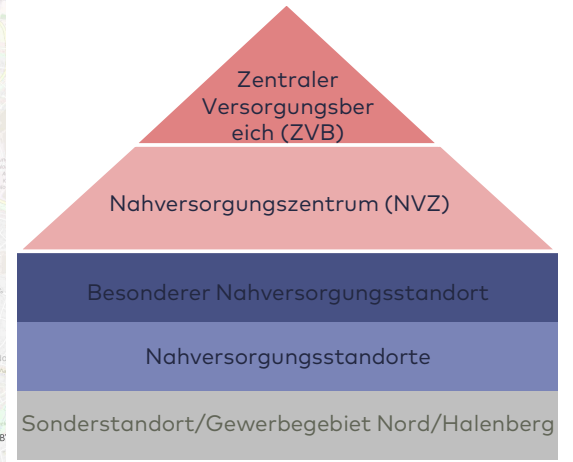 Zentraler
Versorgungsber
eich (ZVB)
Nahversorgungszentrum (NVZ)
Besonderer Nahversorgungsstandort
Nahversorgungsstandorte
Sonderstandort/Gewerbegebiet Nord/Halenberg